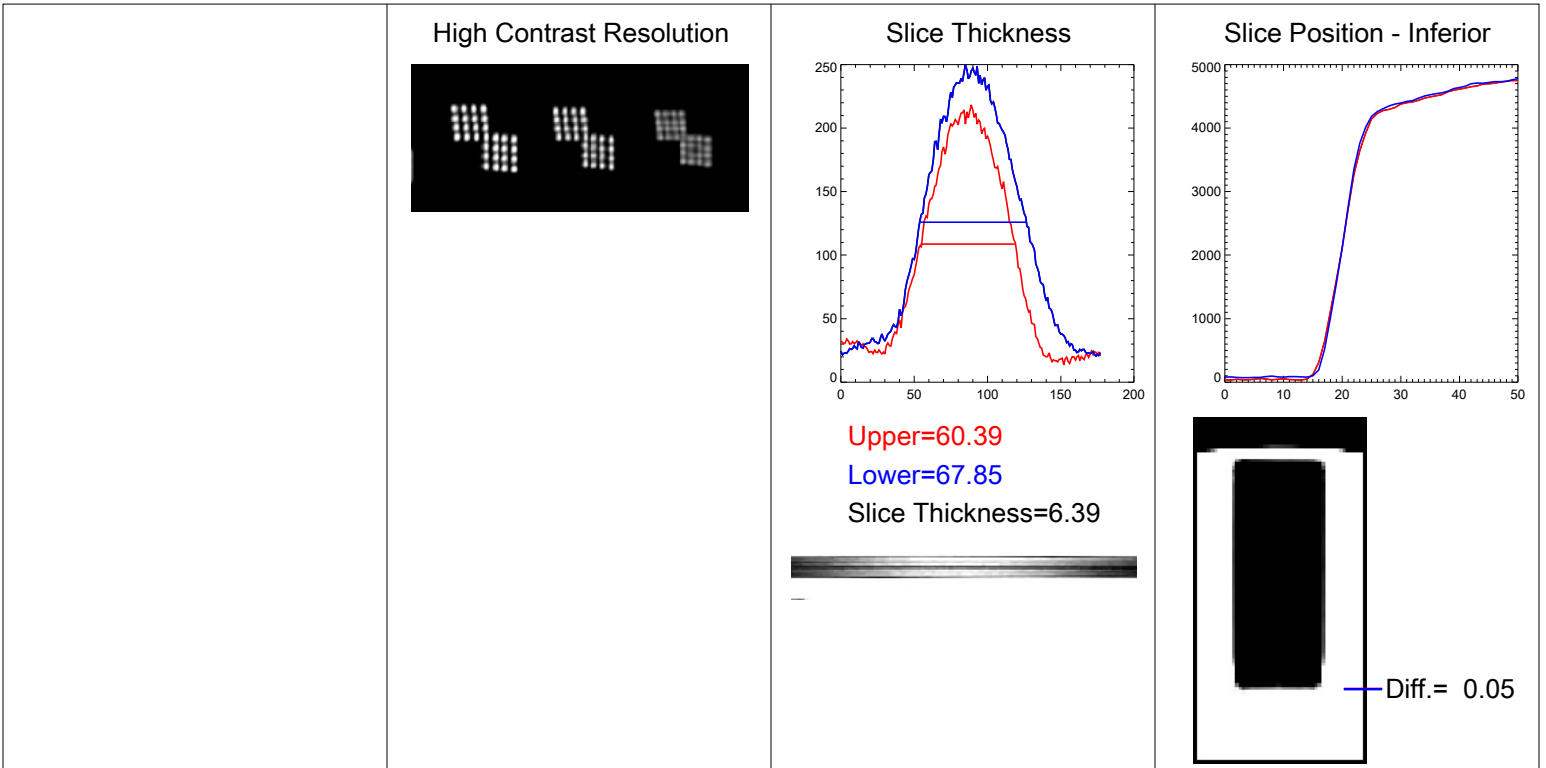 High Contrast Resolution
Slice Thickness
250
200
150
100
50
0
0 50 100 150 200
Upper=60.39
Lower=67.85
Slice Thickness=6.39
Slice Position - Inferior
5000
4000
3000
2000
1000
0
0 10 20 30 40 50
Diff.= 0.05